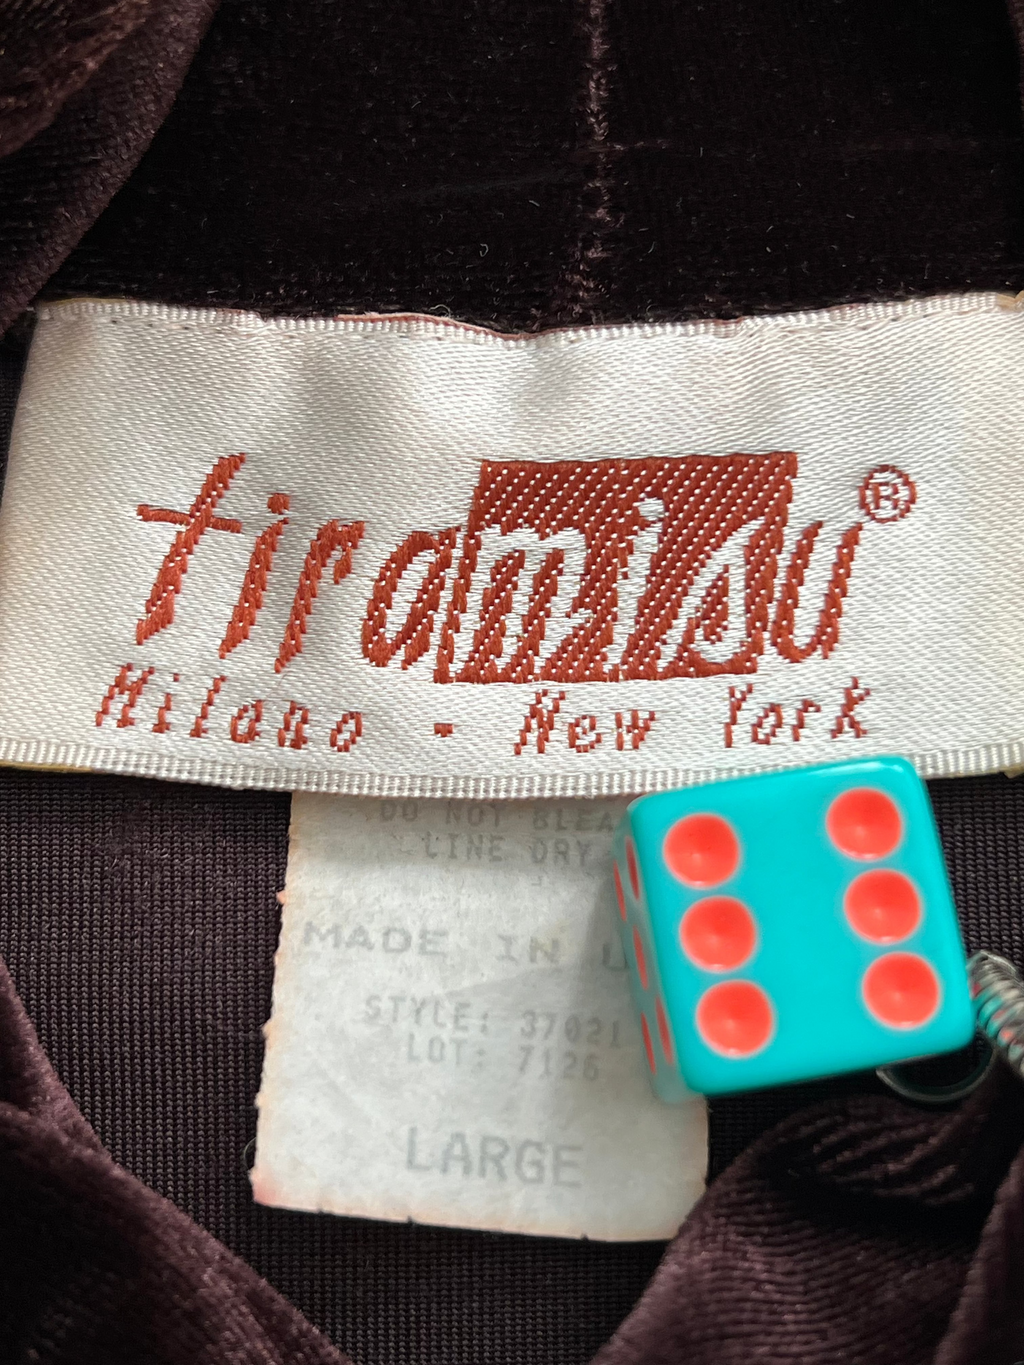 tiramisu®
Milano - New York
DO NOT BLEA
LINE DRY
MADE IN U
STYLE: 37021
LOT: 7126
LARGE